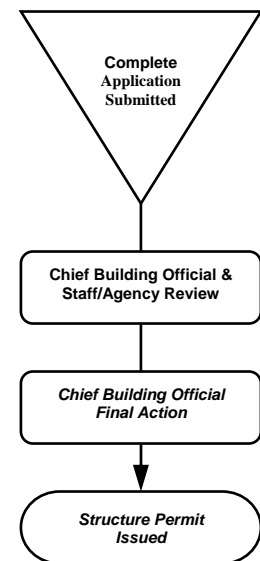 Complete
Application
Submitted
Chief Building Official &
Staff/Agency Review
Chief Building Official
Final Action
Structure Permit
Issued